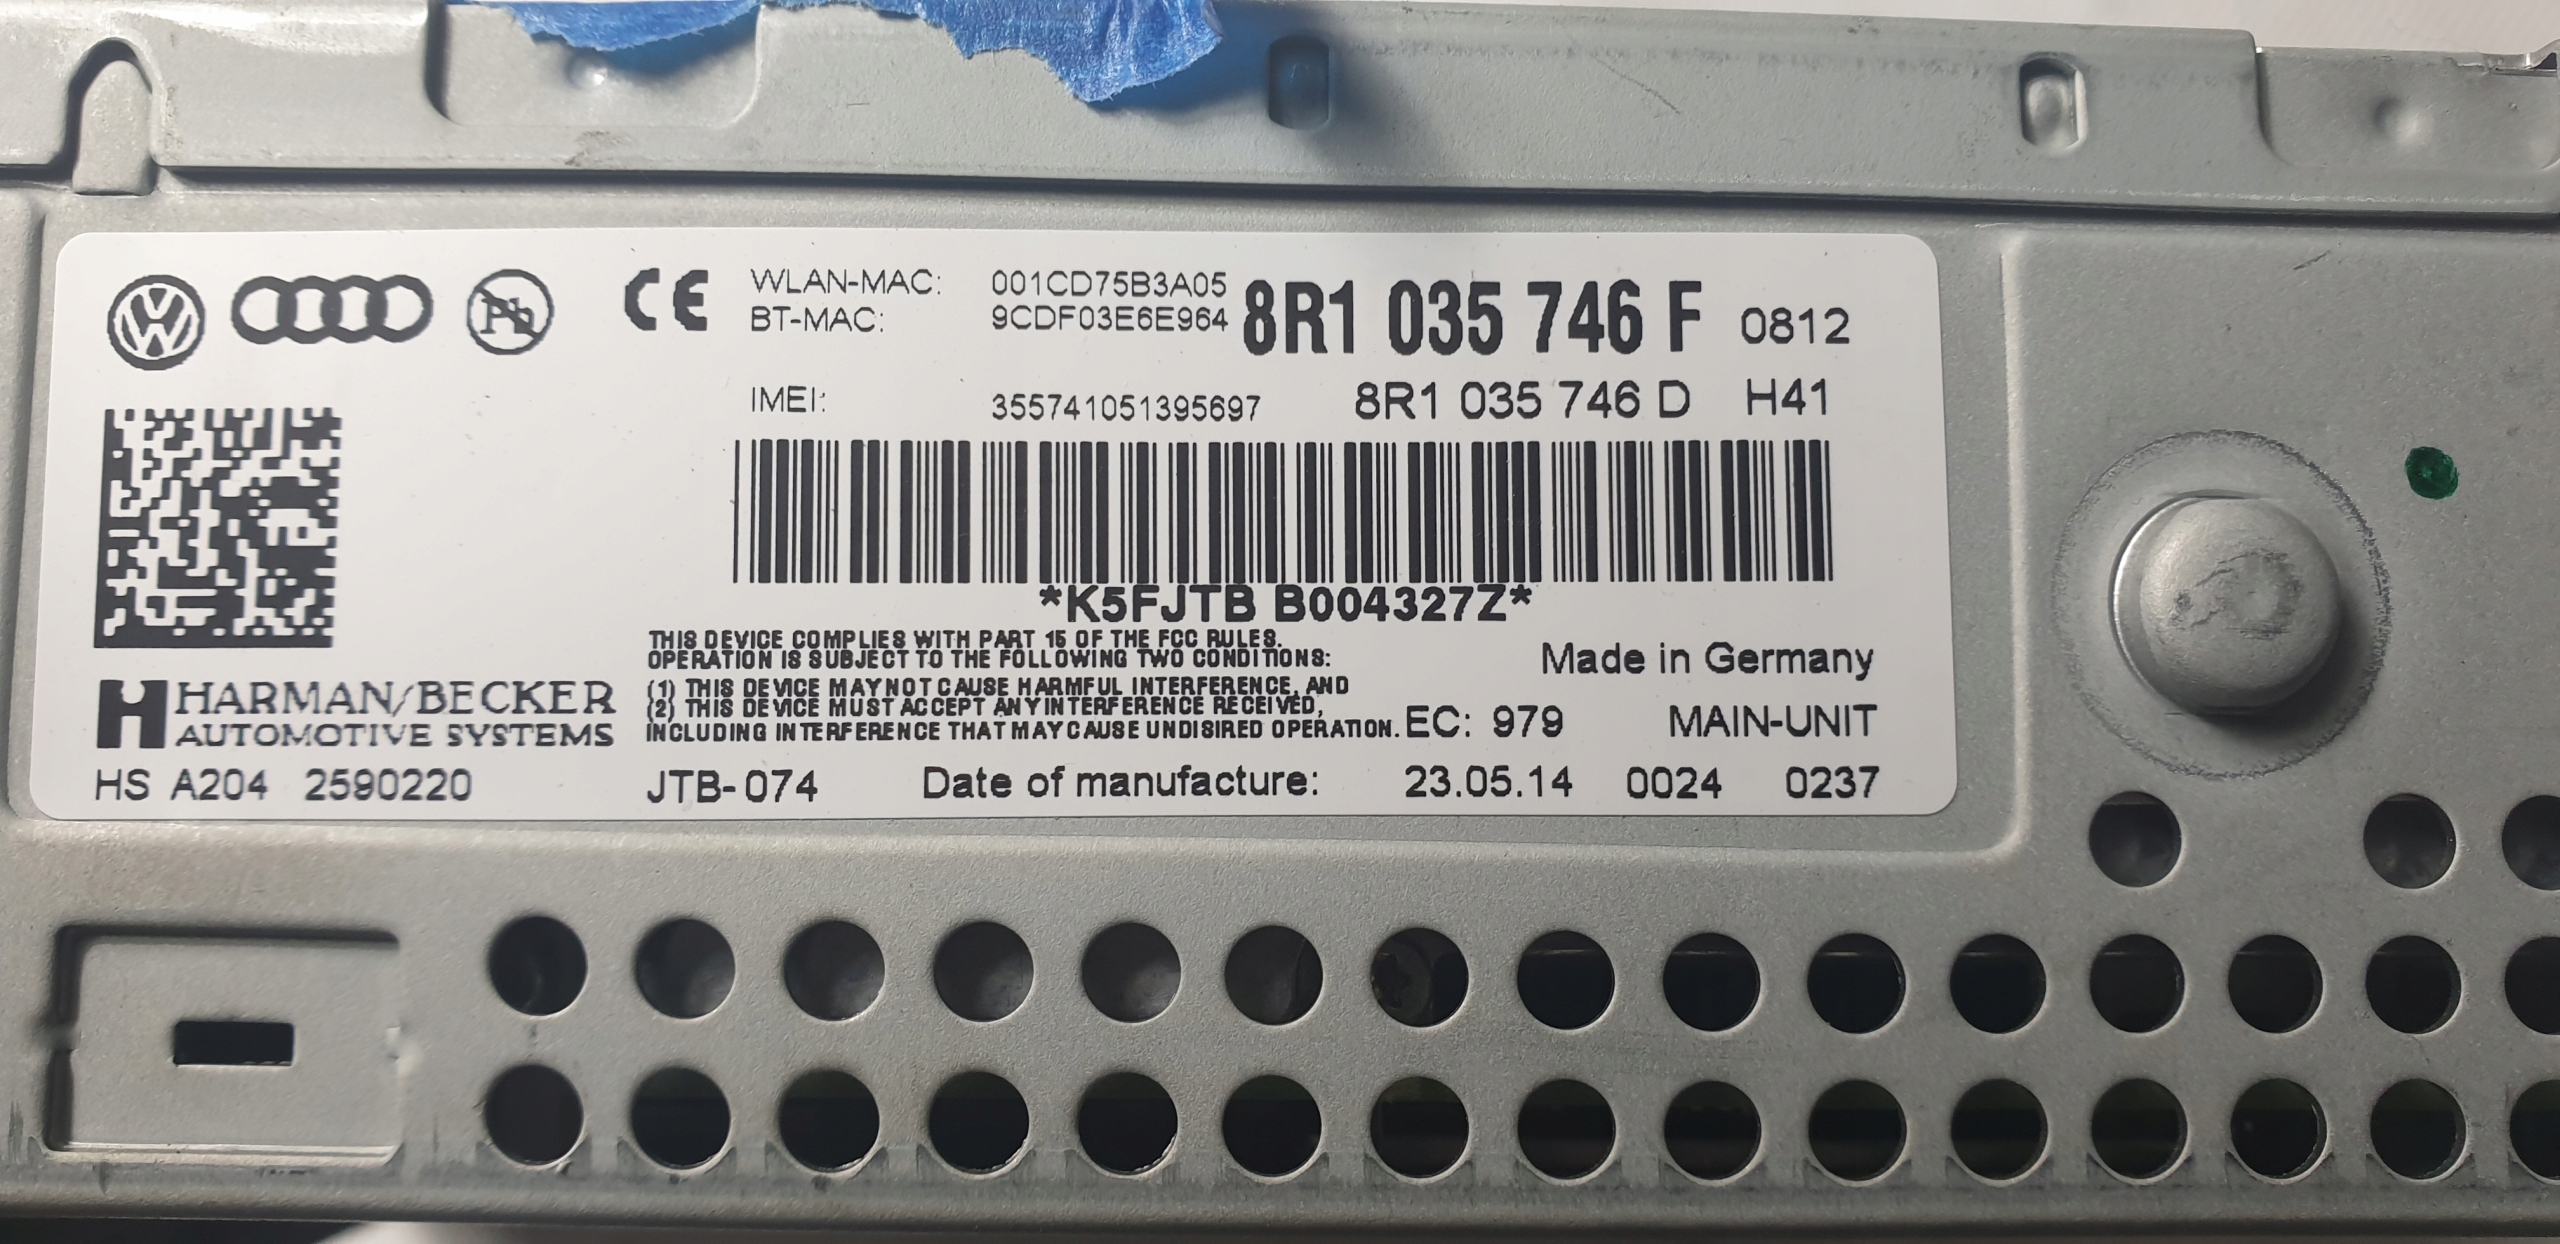 WLAN-MAC: 001CD75B3A05
BT-MAC: 9CDF03E6E964
8R1 035 746 F 0812
Pb
CE
IMEI: 355741051395697 8R1 035 746 D H41
*K5FJTB B004327Z*
THIS DEVICE COMPLIES WITH PART 15 OF THE FCC RULES.
OPERATION IS SUBJECT TO THE FOLLOWING TWO CONDITIONS:
(1) THIS DEVICE MAY NOT CAUSE HARMFUL INTERFERENCE, AND
(2) THIS DEVICE MUST ACCEPT ANY INTERFERENCE RECEIVED,
INCLUDING INTERFERENCE THAT MAY CAUSE UNDISIRED OPERATION.
Made in Germany
EC: 979 MAIN-UNIT
HARMAN/BECKER
AUTOMOTIVE SYSTEMS
HS A204 2590220 JTB-074 Date of manufacture: 23.05.14 0024 0237